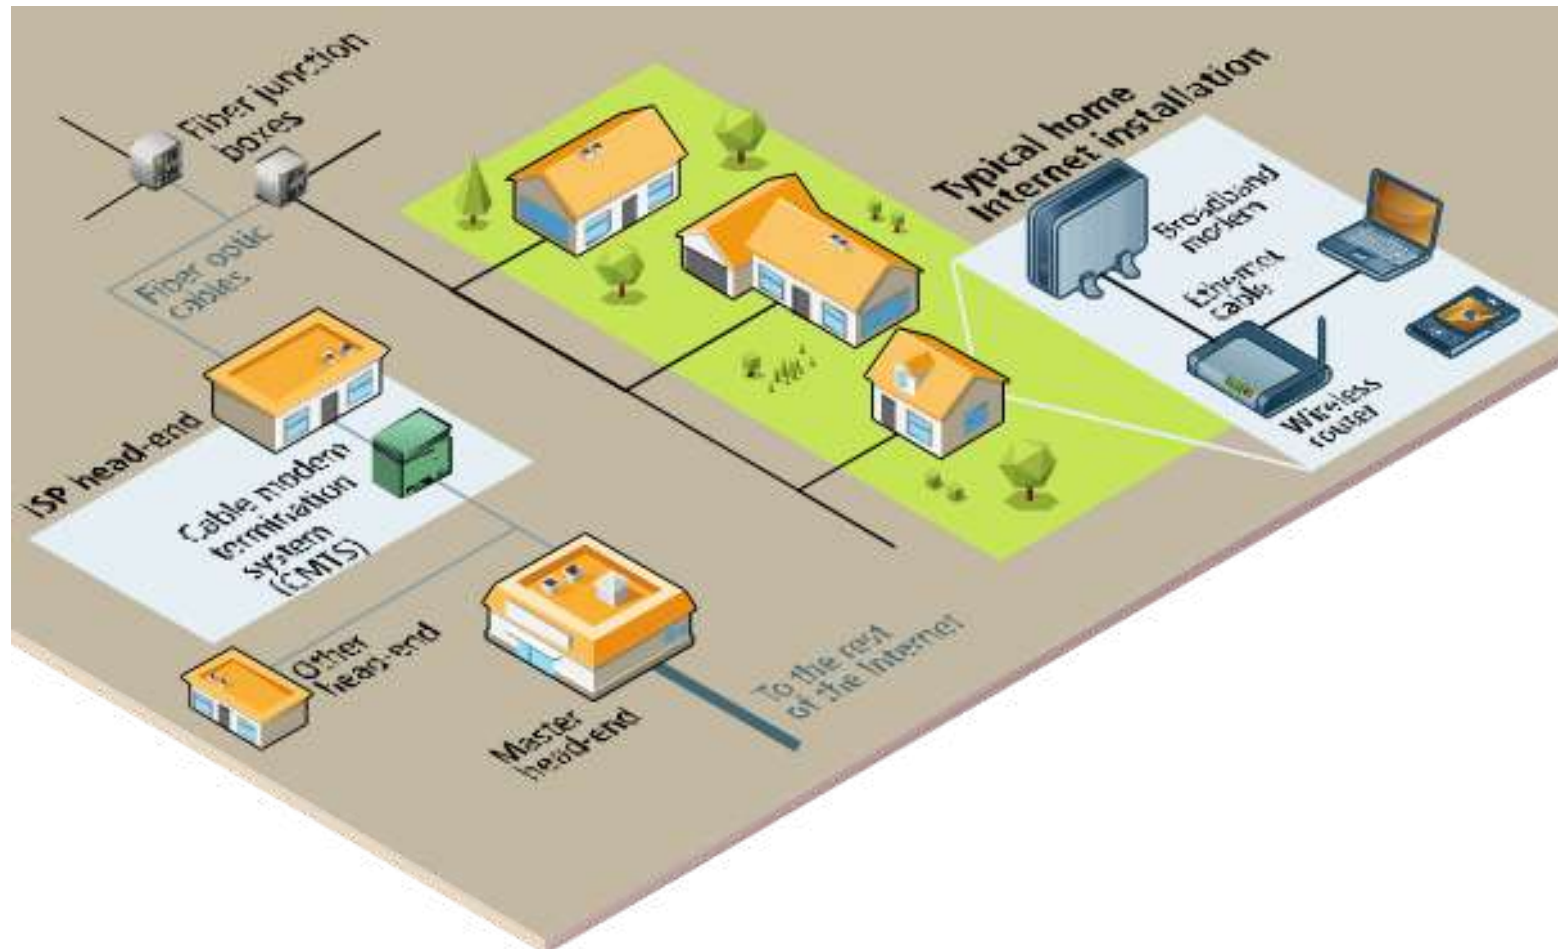 Fiber junction
boxes
Fiber optic
cables
ISP head-end
Cable modem
termination
system
(CMTS)
Other
head-end
Master
head-end
To the rest
of the Internet
Typical home
Internet installation
Broadband
modem
Ethernet
cable
Wireless
router